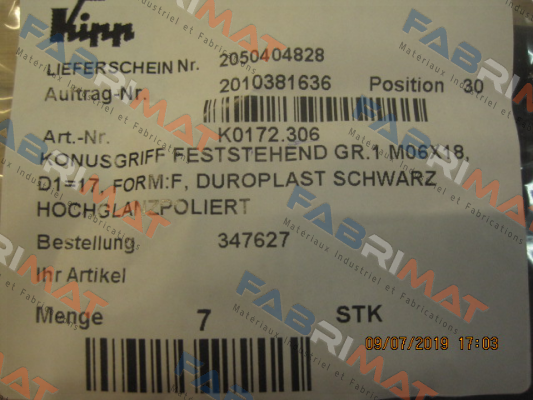 Kipp
LIEFERSCHEIN Nr. 2050404828
Auftrag-Nr. 2010381636 Position 30
Art.-Nr. K0172.306
KONUSGRIFF FESTSTEHEND GR.1 M06X18,
D1=17, FORM:F, DUROPLAST SCHWARZ
HOCHGLANZPOLIERT
Bestellung 347627
Ihr Artikel
Menge 7 STK
09/07/2019 17:03
FABRIMAT
Materiaux Industriel et Fabrications